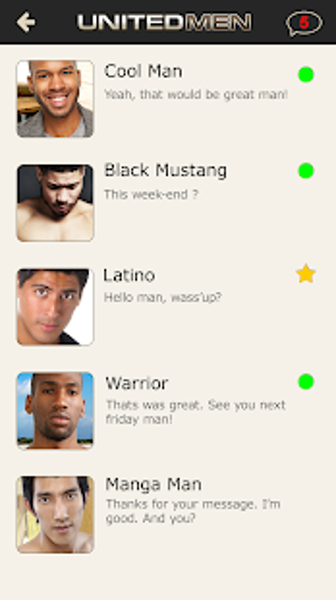 UNITEDMEN
5
Cool Man
Yeah, that would be great man!
Black Mustang
This week-end ?
Latino
Hello man, wass'up?
Warrior
Thats was great. See you next
friday man!
Manga Man
Thanks for your message. I'm
good. And you?